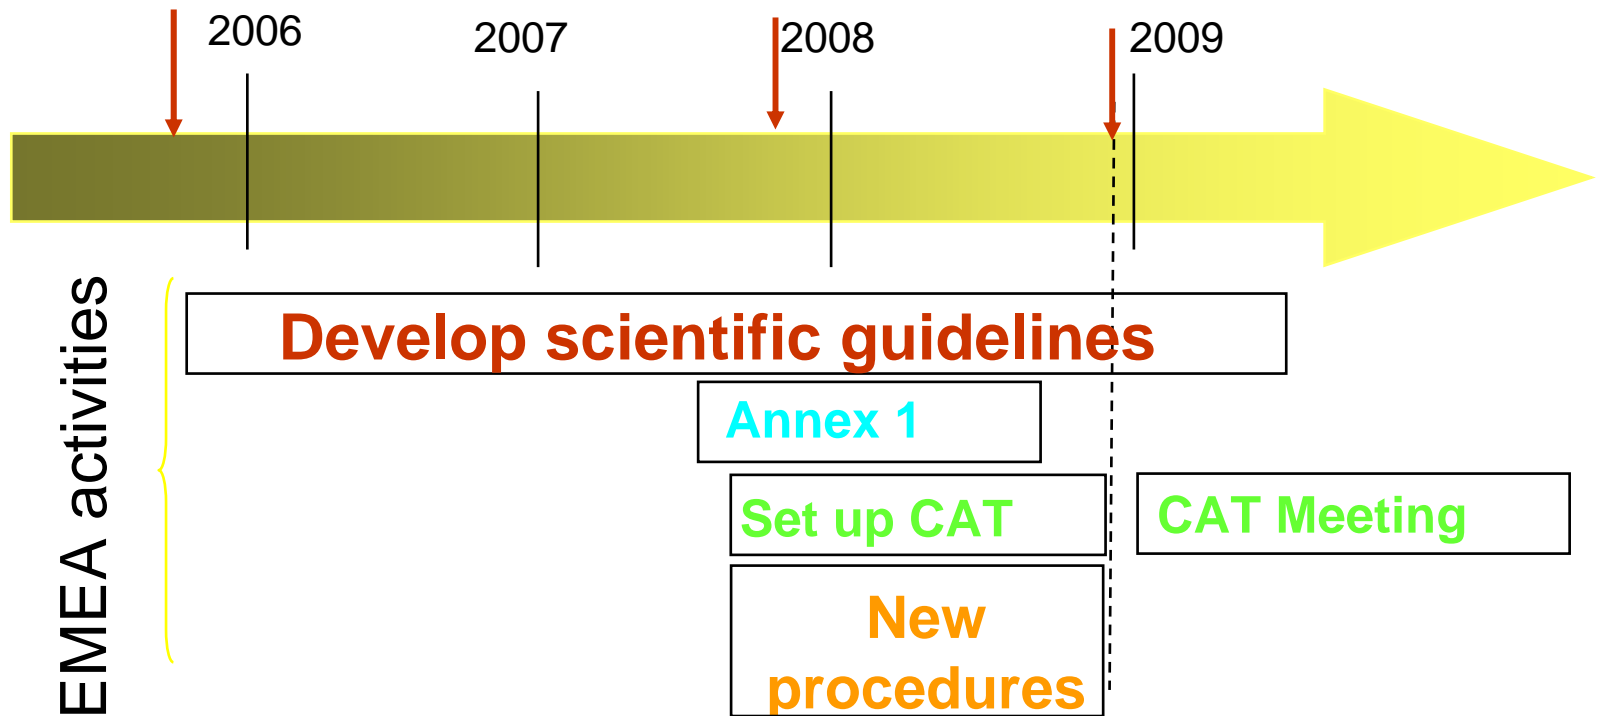 2006
2007
2008
2009
EMEA activities
Develop scientific guidelines
Annex 1
Set up CAT
CAT Meeting
New
procedures